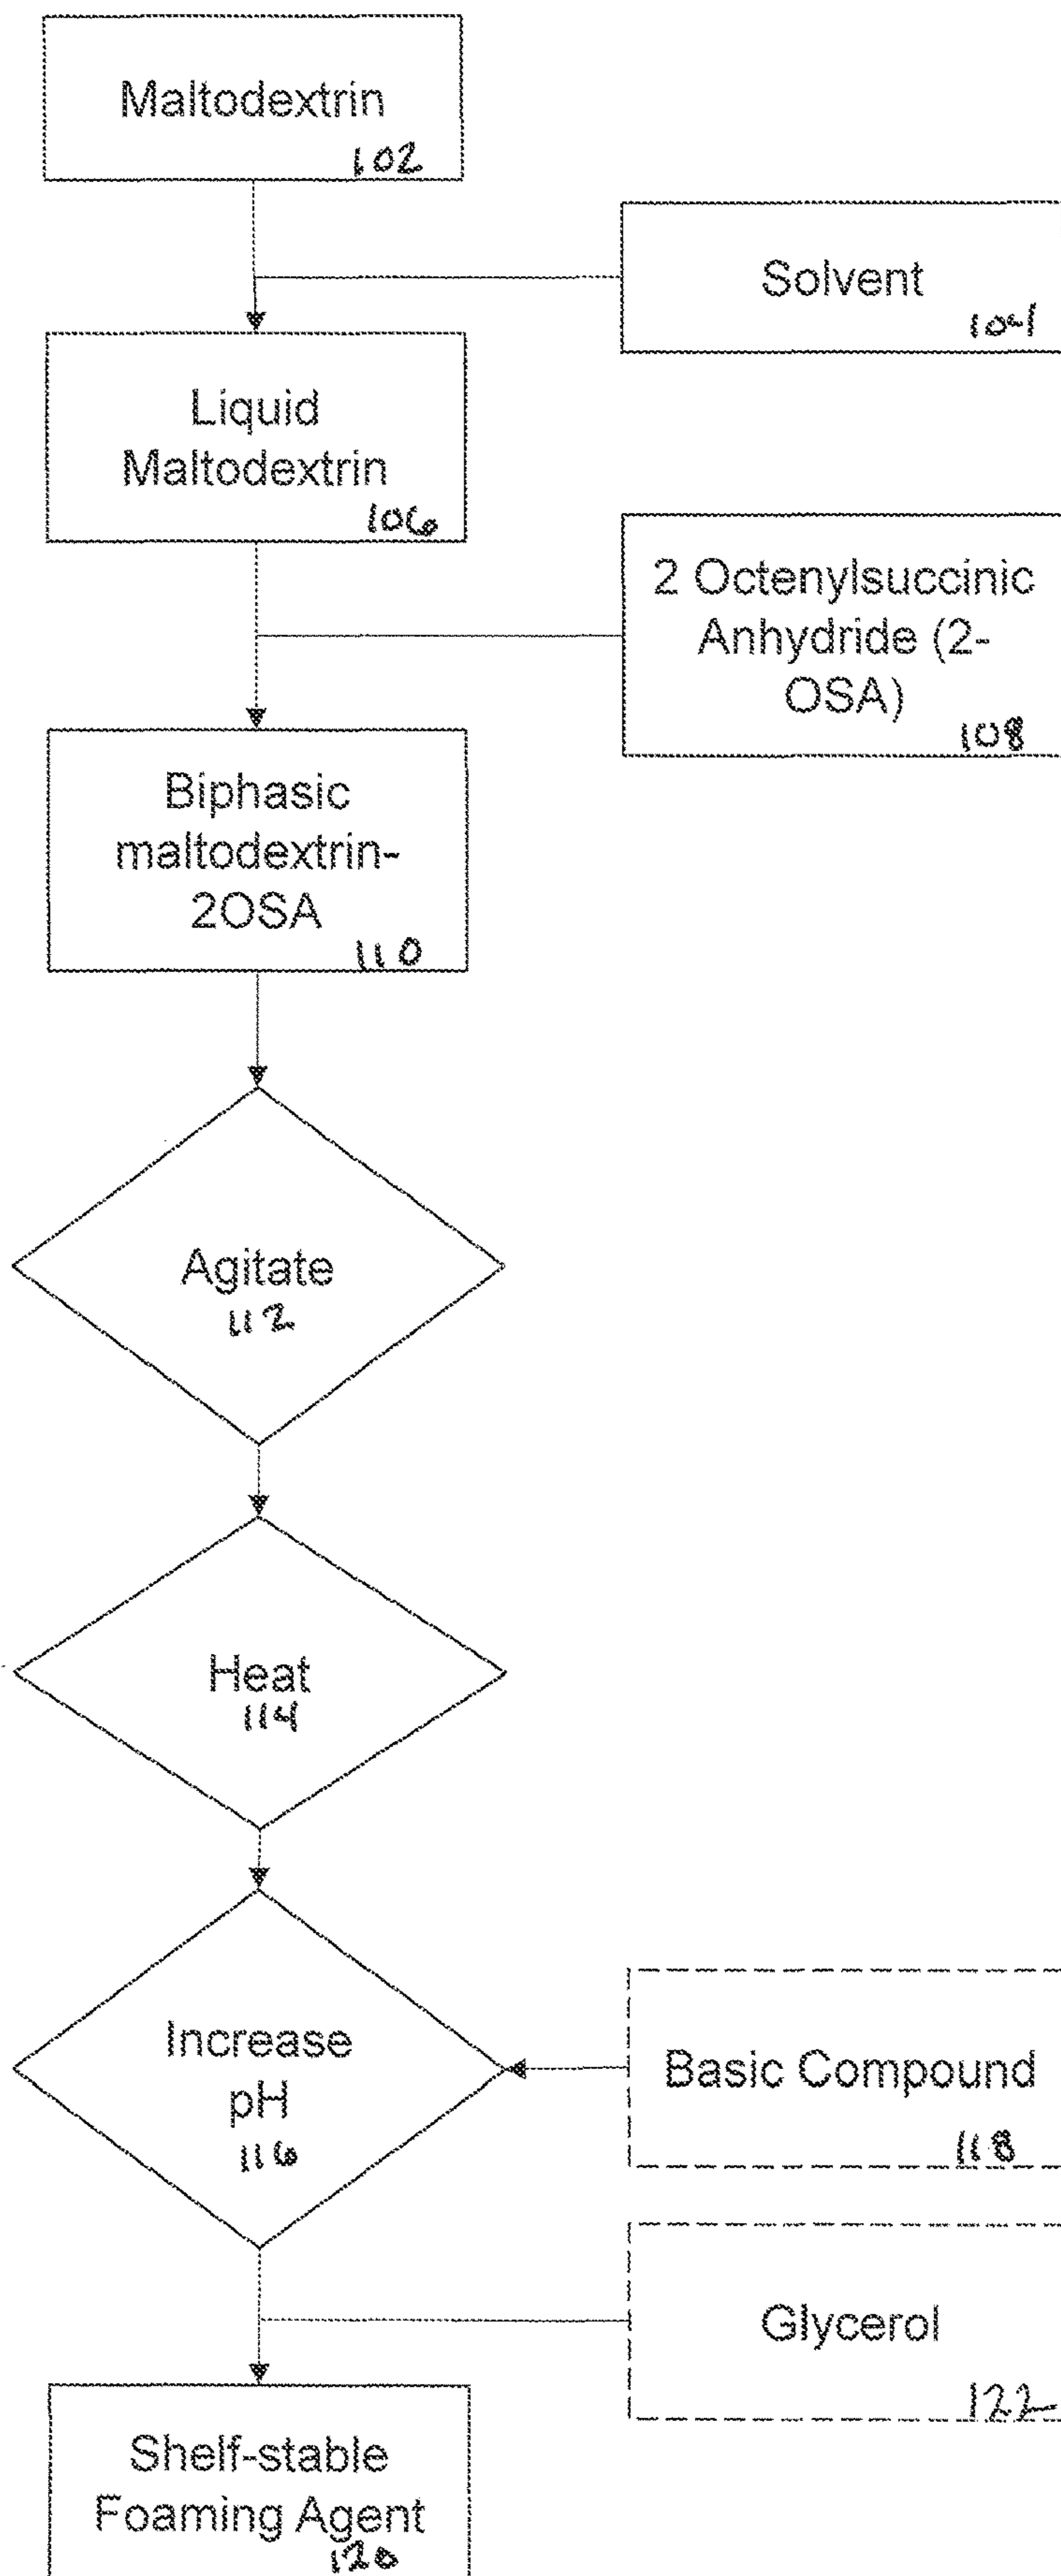 Maltodextrin
102
Solvent
104
Liquid
Maltodextrin
106
2 Octenylsuccinic
Anhydride (2-
OSA)
108
Biphasic
maltodextrin-
2OSA
110
Agitate
112
Heat
114
Increase
pH
116
Basic Compound
118
Glycerol
122
Shelf-stable
Foaming Agent
120